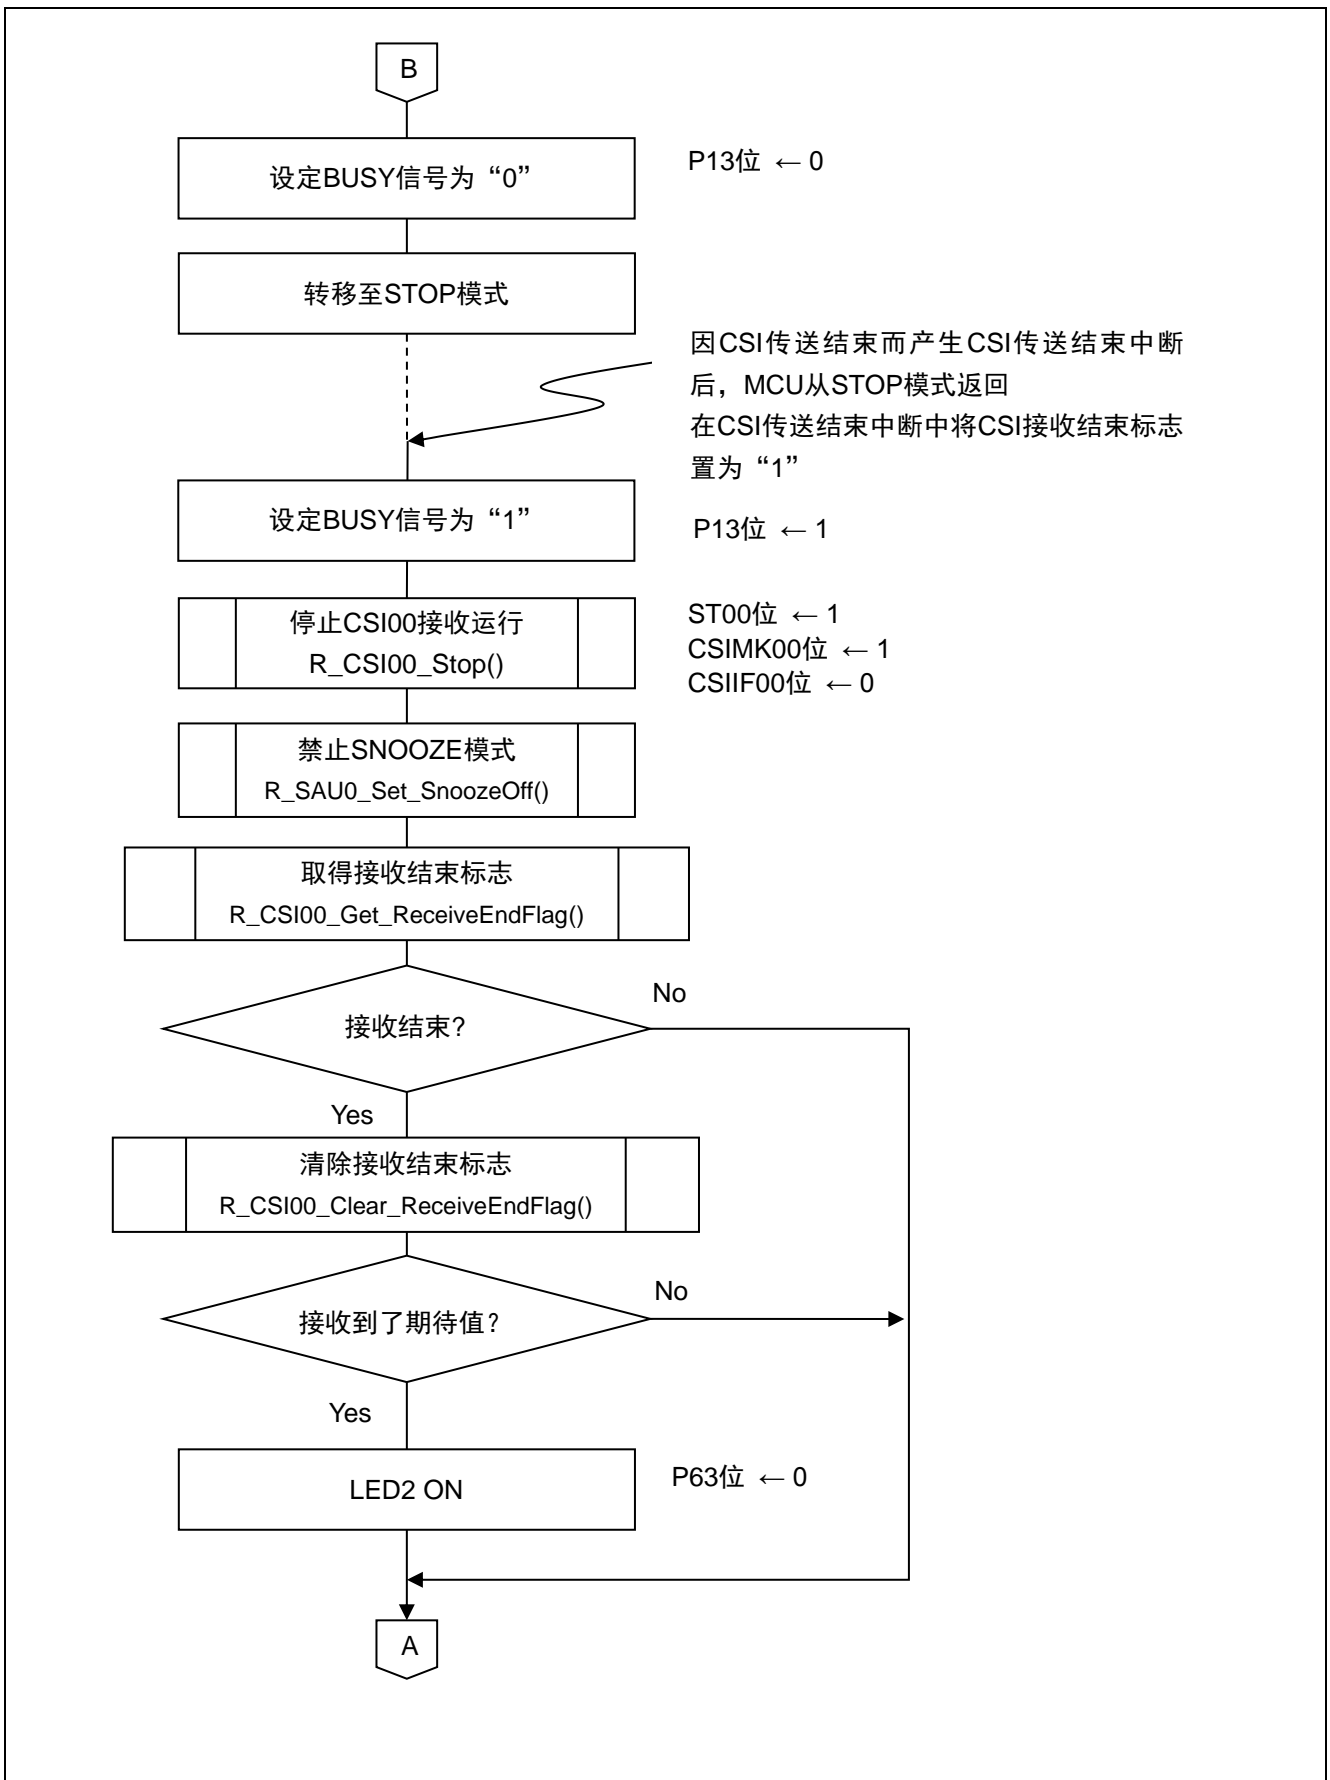 B
设定BUSY信号为“0”
P13位 ← 0
转移至STOP模式
因CSI传送结束而产生CSI传送结束中断
后，MCU从STOP模式返回
在CSI传送结束中断中将CSI接收结束标志
置为“1”
设定BUSY信号为“1”
P13位 ← 1
停止CSI00接收运行
R_CSI00_Stop()
ST00位 ← 1
CSIMK00位 ← 1
CSIIF00位 ← 0
禁止SNOOZE模式
R_SAU0_Set_SnoozeOff()
取得接收结束标志
R_CSI00_Get_ReceiveEndFlag()
No
接收结束?
Yes
清除接收结束标志
R_CSI00_Clear_ReceiveEndFlag()
No
接收到了期待值?
Yes
LED2 ON
P63位 ← 0
A